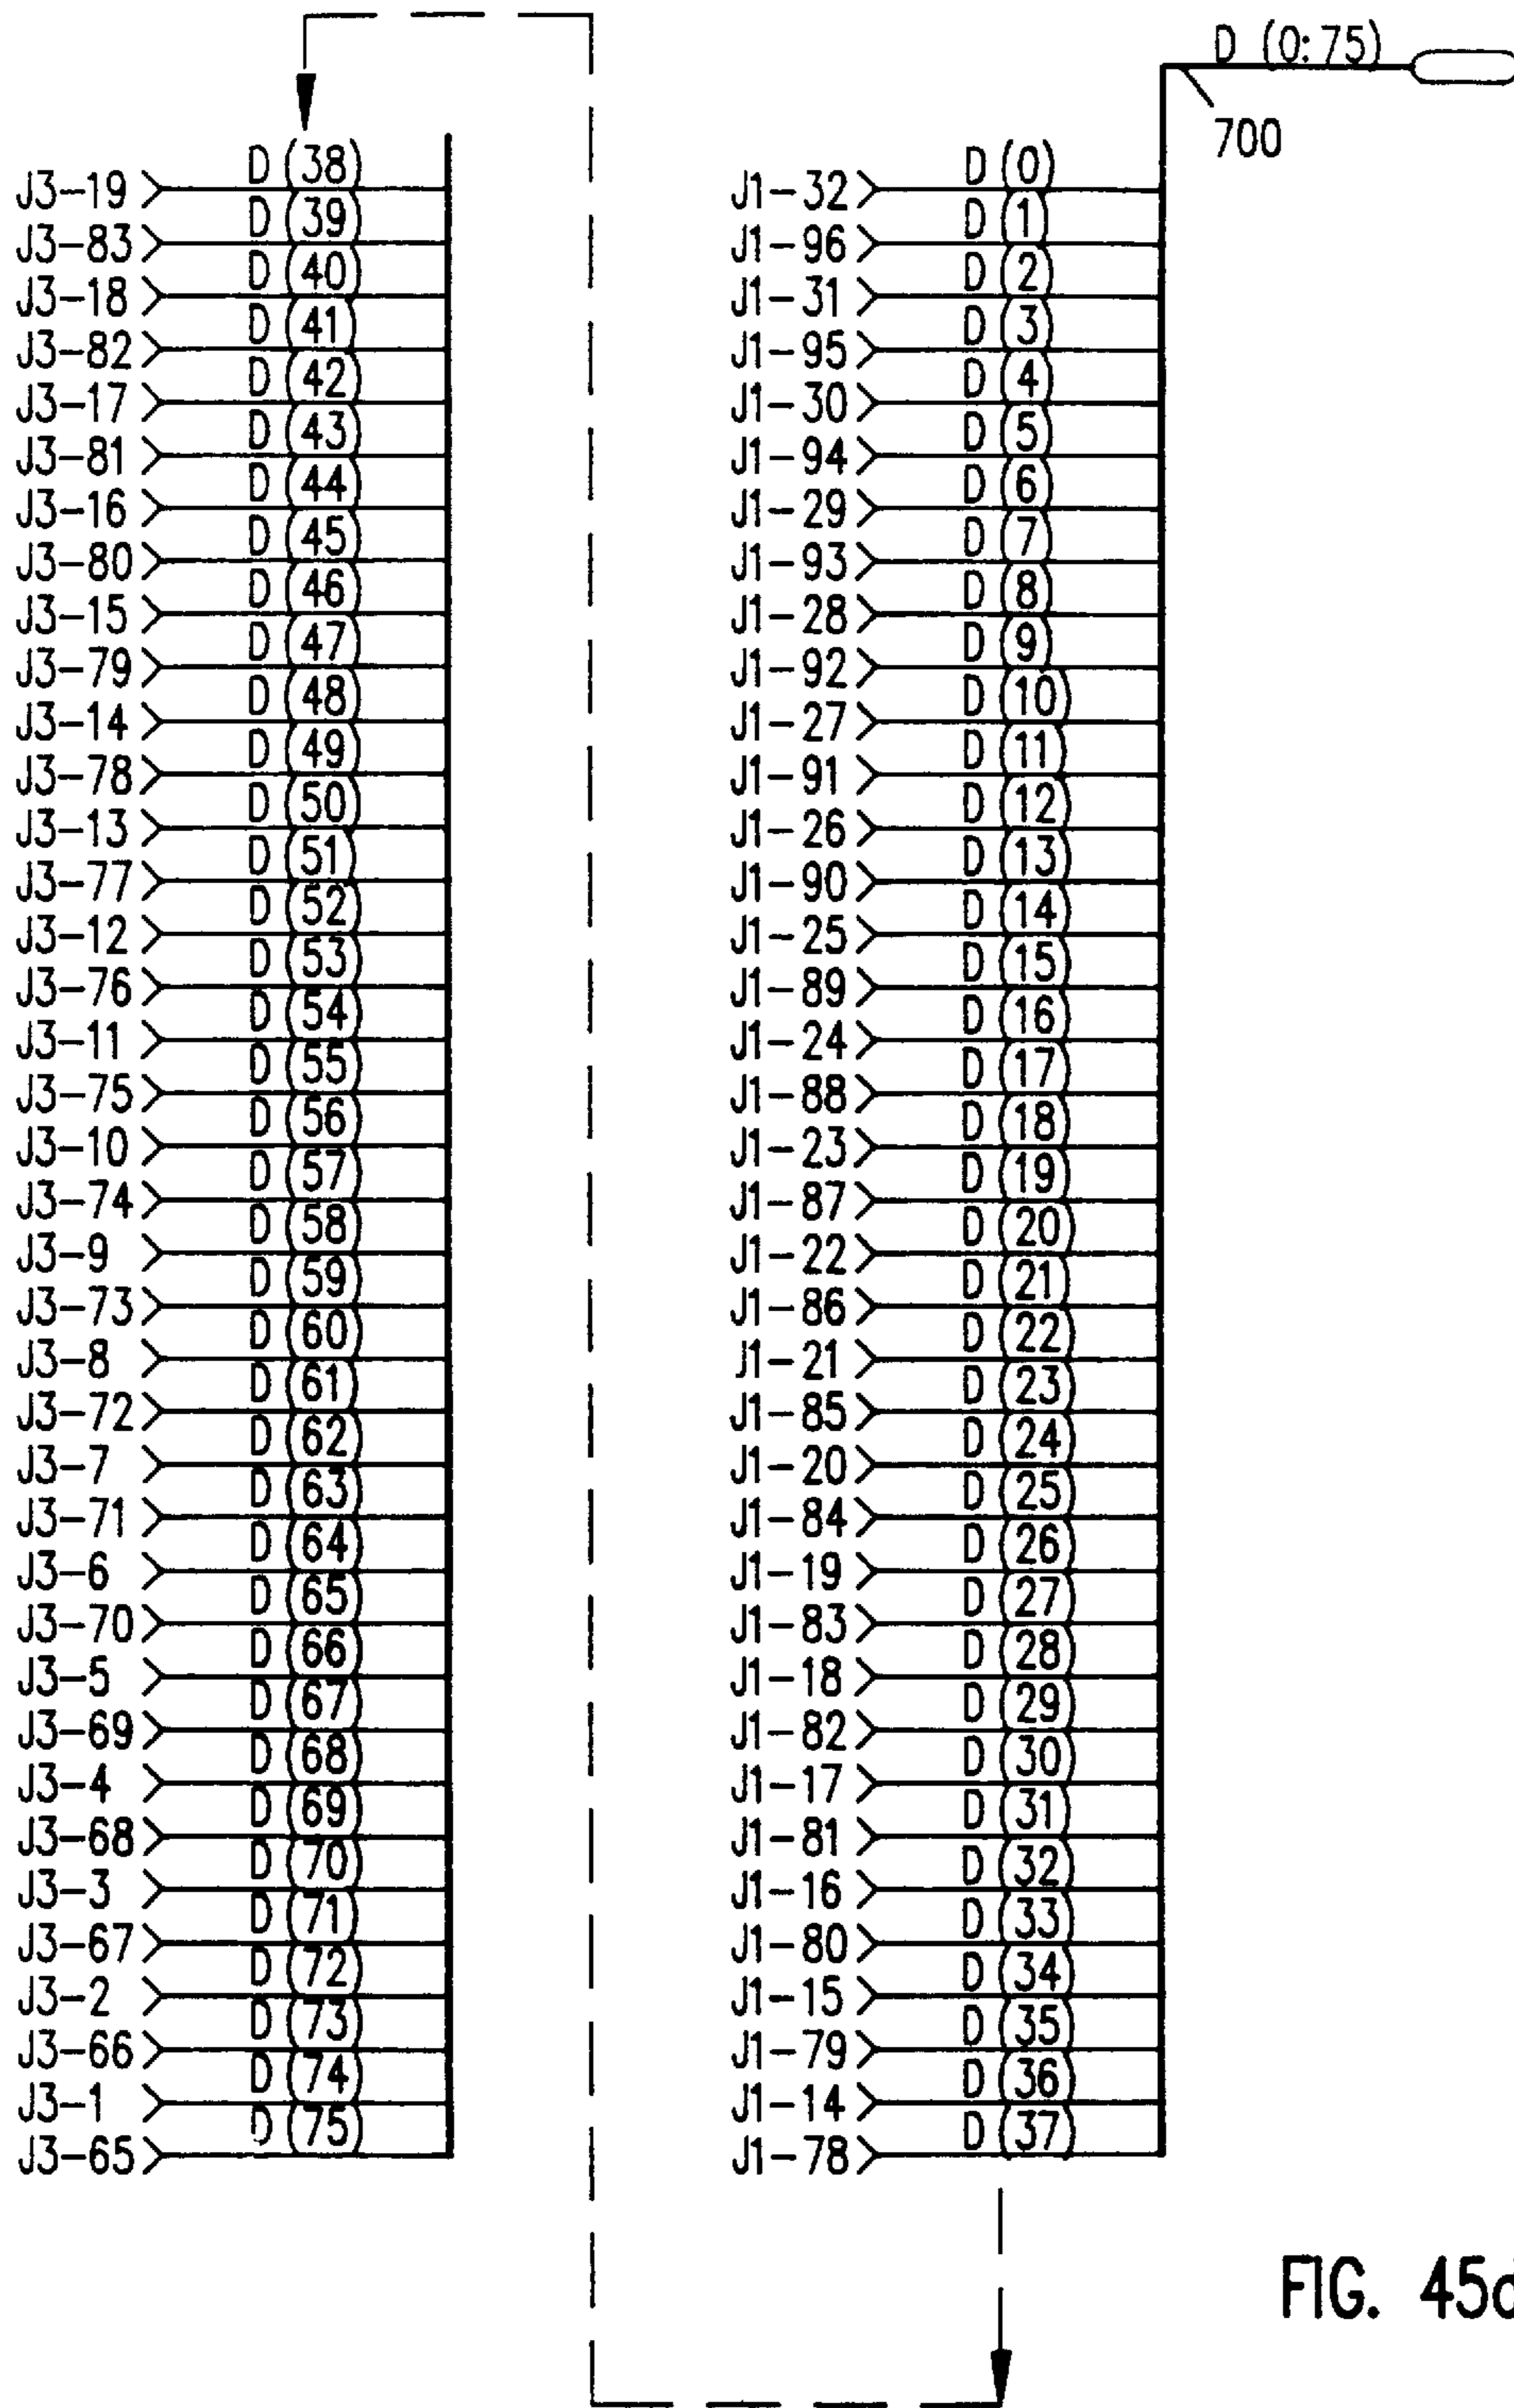 D (0:75)
700
J3-19 D (38)
J3-83 D (39)
J3-18 D (40)
J3-82 D (41)
J3-17 D (42)
J3-81 D (43)
J3-16 D (44)
J3-80 D (45)
J3-15 D (46)
J3-79 D (47)
J3-14 D (48)
J3-78 D (49)
J3-13 D (50)
J3-77 D (51)
J3-12 D (52)
J3-76 D (53)
J3-11 D (54)
J3-75 D (55)
J3-10 D (56)
J3-74 D (57)
J3-9 D (58)
J3-73 D (59)
J3-8 D (60)
J3-72 D (61)
J3-7 D (62)
J3-71 D (63)
J3-6 D (64)
J3-70 D (65)
J3-5 D (66)
J3-69 D (67)
J3-4 D (68)
J3-68 D (69)
J3-3 D (70)
J3-67 D (71)
J3-2 D (72)
J3-66 D (73)
J3-1 D (74)
J3-65 D (75)
J1-32 D (0)
J1-96 D (1)
J1-31 D (2)
J1-95 D (3)
J1-30 D (4)
J1-94 D (5)
J1-29 D (6)
J1-93 D (7)
J1-28 D (8)
J1-92 D (9)
J1-27 D (10)
J1-91 D (11)
J1-26 D (12)
J1-90 D (13)
J1-25 D (14)
J1-89 D (15)
J1-24 D (16)
J1-88 D (17)
J1-23 D (18)
J1-87 D (19)
J1-22 D (20)
J1-86 D (21)
J1-21 D (22)
J1-85 D (23)
J1-20 D (24)
J1-84 D (25)
J1-19 D (26)
J1-83 D (27)
J1-18 D (28)
J1-82 D (29)
J1-17 D (30)
J1-81 D (31)
J1-16 D (32)
J1-80 D (33)
J1-15 D (34)
J1-79 D (35)
J1-14 D (36)
J1-78 D (37)
FIG.